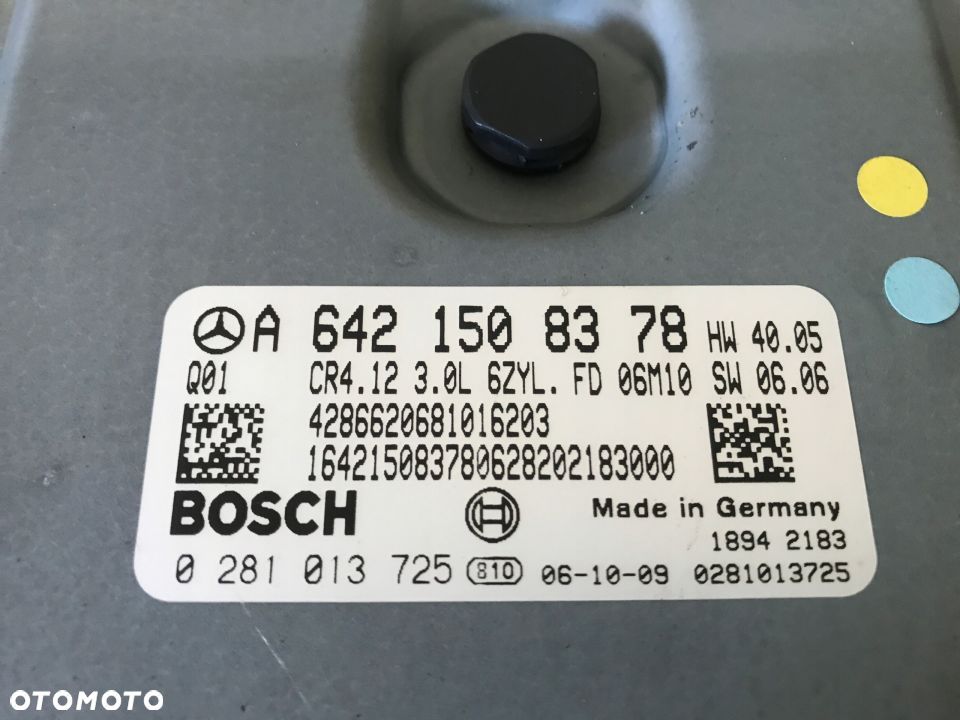 A 642 150 83 78 HW 40.05
Q01 CR4.12 3.0L 6ZYL. FD 06M10 SW 06.06
4286620681016203
164215083780628202183000
BOSCH Made in Germany
1894 2183
0 281 013 725 810 06-10-09 0281013725
OTOMOTO